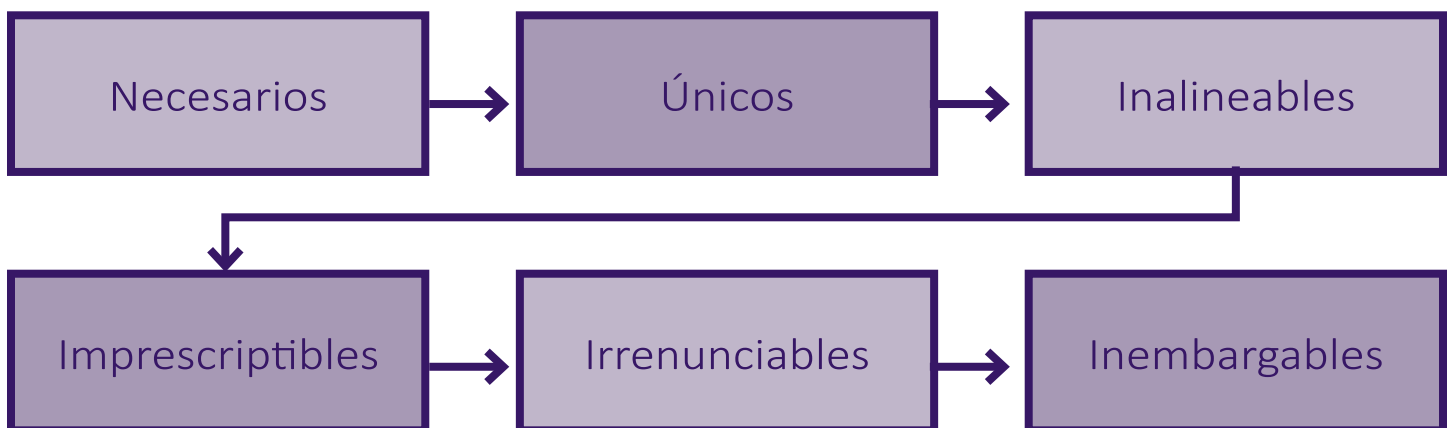 Necesarios
Únicos
Inalineables
Imprescriptibles
Irrenunciables
Inembargables